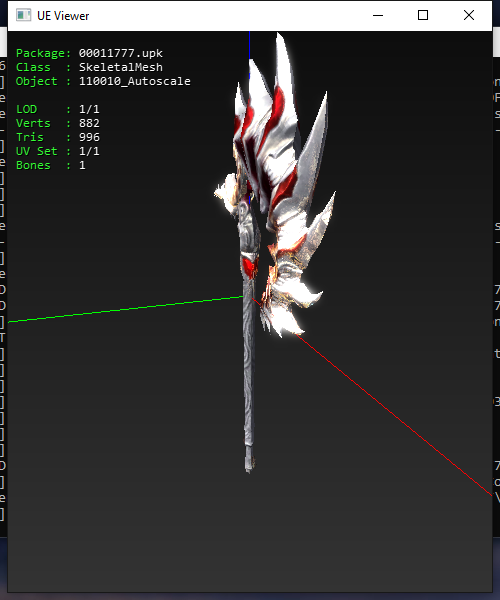 UE Viewer
Package: 00011777.upk
Class  : SkeletalMesh
Object : 110010_Autoscale
LOD    : 1/1
Verts  : 882
Tris   : 996
UV Set : 1/1
Bones  : 1